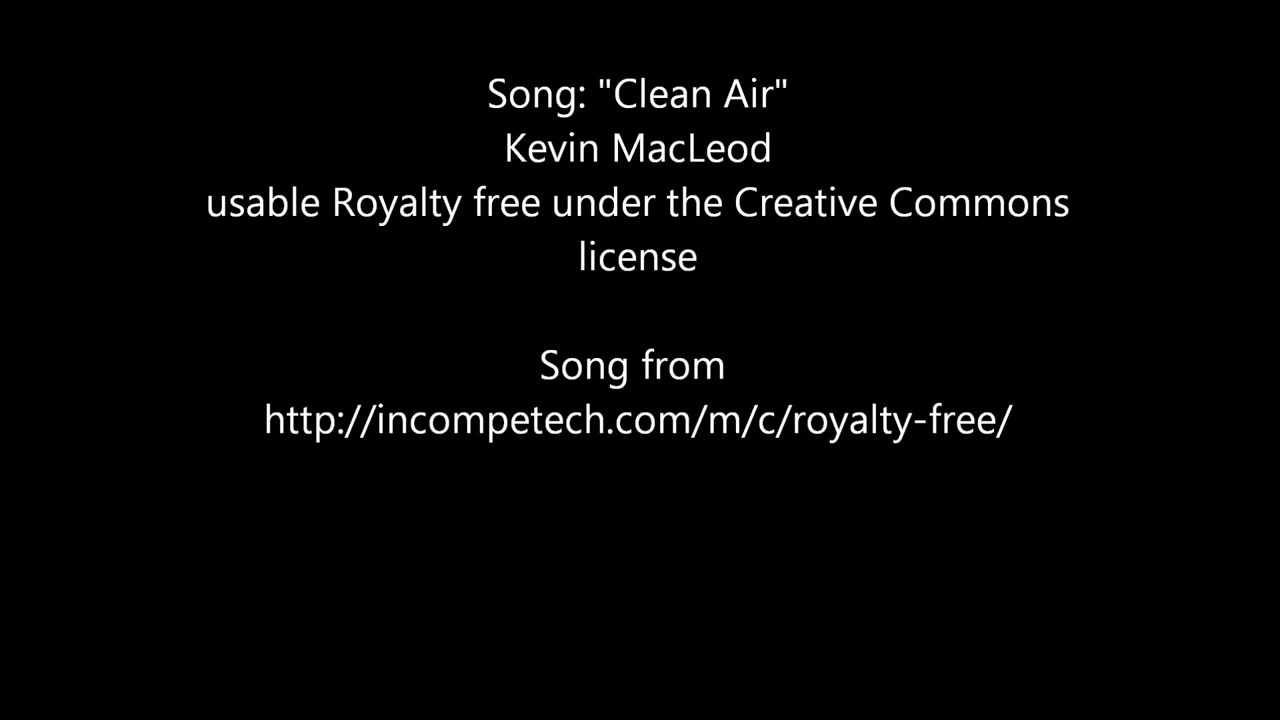 Song: "Clean Air"
Kevin MacLeod
usable Royalty free under the Creative Commons
license
Song from
http://incompetech.com/m/c/royalty-free/